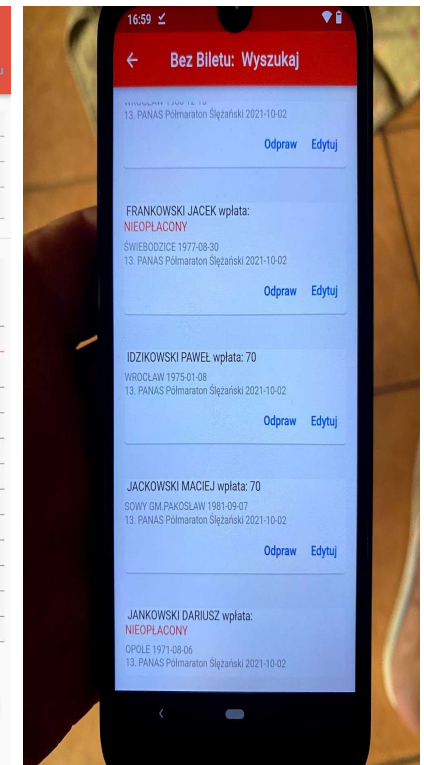 16:59
Bez Biletu: Wyszukaj
13. PANAS Półmaraton Ślężański 2021-10-02
Odpraw Edytuj
FRANKOWSKI JACEK wpłata:
NIEOPŁACONY
ŚWIEBODZICE 1977-08-30
13. PANAS Półmaraton Ślężański 2021-10-02
Odpraw Edytuj
IDZIKOWSKI PAWEŁ wpłata: 70
WROCŁAW 1975-01-08
13. PANAS Półmaraton Ślężański 2021-10-02
Odpraw Edytuj
JACKOWSKI MACIEJ wpłata: 70
SOWY GM.PAKOSŁAW 1981-09-07
13. PANAS Półmaraton Ślężański 2021-10-02
Odpraw Edytuj
JANKOWSKI DARIUSZ wpłata:
NIEOPŁACONY
OPOLE 1971-08-06
13. PANAS Półmaraton Ślężański 2021-10-02